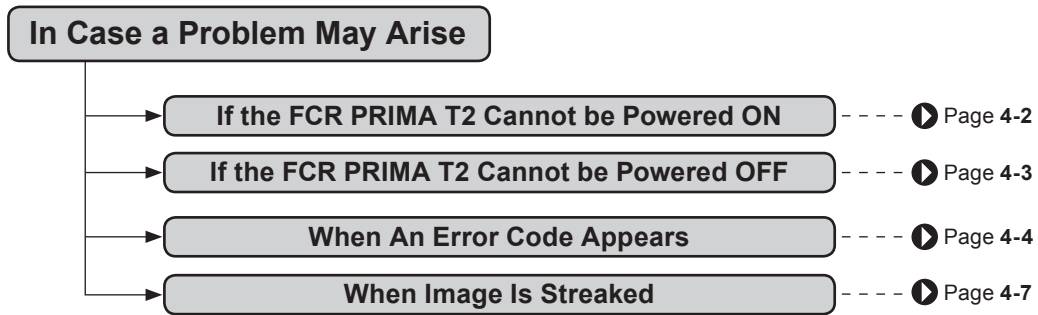 In Case a Problem May Arise
If the FCR PRIMA T2 Cannot be Powered ON Page 4-2
If the FCR PRIMA T2 Cannot be Powered OFF Page 4-3
When An Error Code Appears Page 4-4
When Image Is Streaked Page 4-7